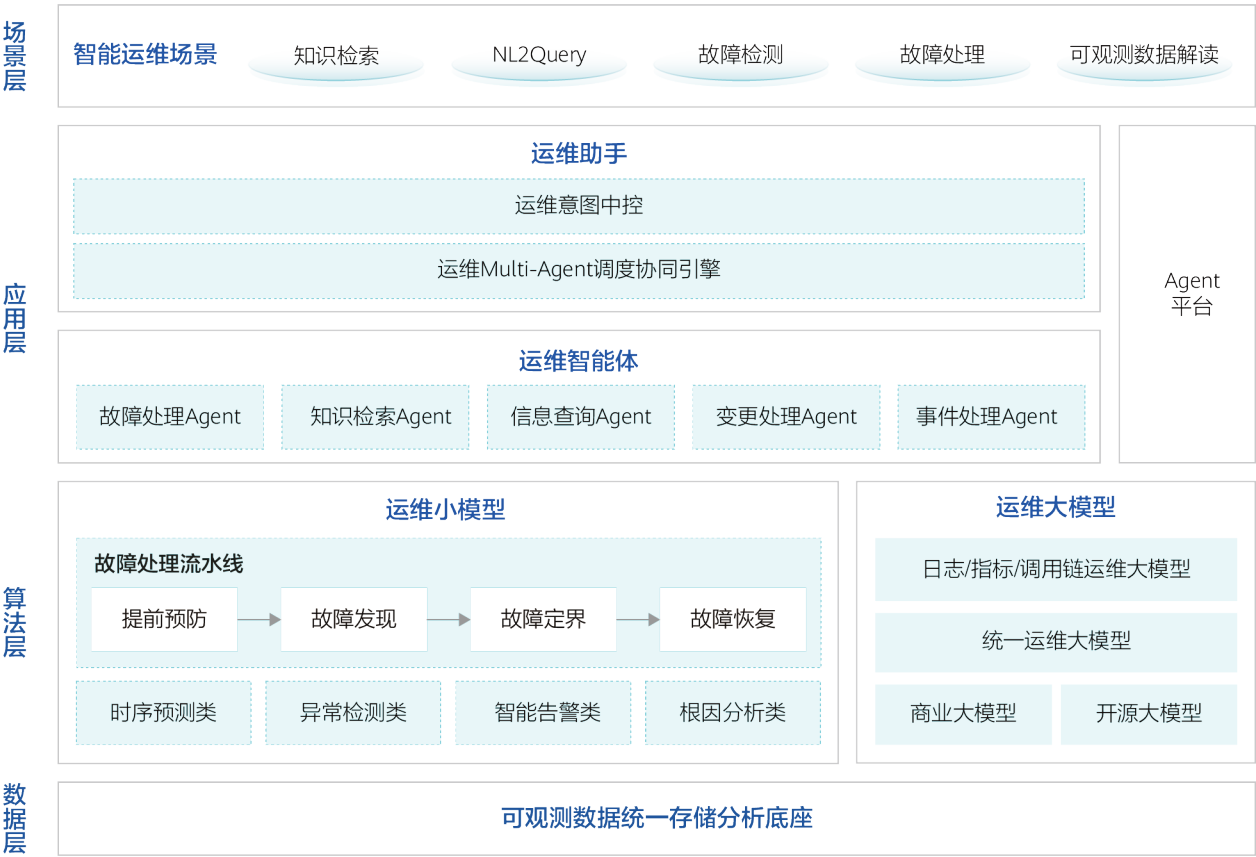 场景层
智能运维场景
知识检索
NL2Query
故障检测
故障处理
可观测数据解读
应用层
运维助手
运维意图中控
运维Multi-Agent调度协同引擎
Agent
平台
运维智能体
故障处理Agent
知识检索Agent
信息查询Agent
变更处理Agent
事件处理Agent
算法层
运维小模型
故障处理流水线
提前预防
故障发现
故障定界
故障恢复
时序预测类
异常检测类
智能告警类
根因分析类
运维大模型
日志/指标/调用链运维大模型
统一运维大模型
商业大模型
开源大模型
数据层
可观测数据统一存储分析底座